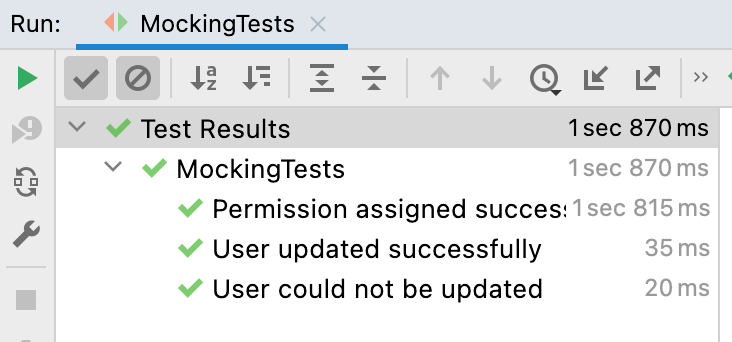 Run: MockingTests
Test Results 1 sec 870 ms
MockingTests 1 sec 870 ms
Permission assigned success 1 sec 815 ms
User updated successfully 35 ms
User could not be updated 20 ms